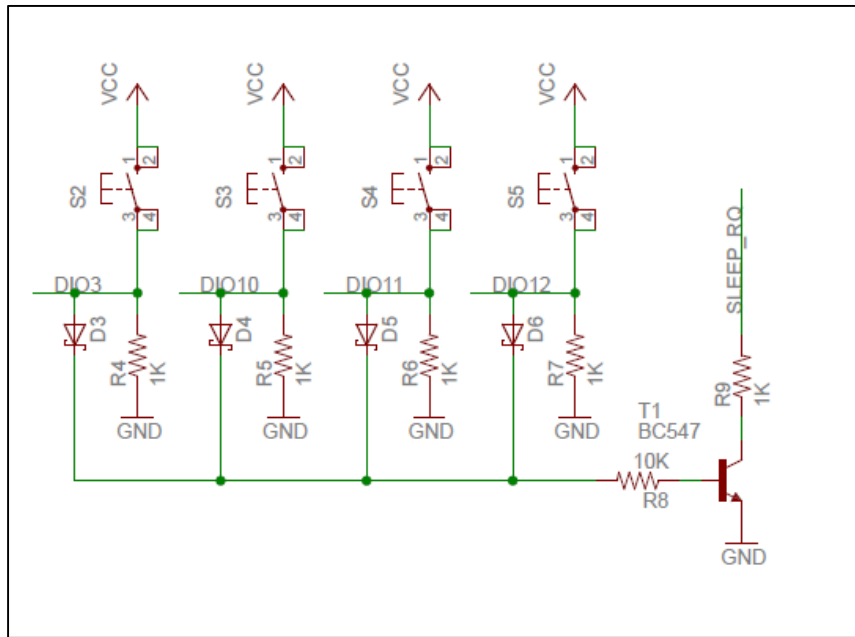 VCC VCC VCC VCC
1 2 1 2 1 2 1 2
S2 S3 S4 S5
3 4 3 4 3 4 3 4
SLEEP_RQ
DIO3 DIO10 DIO11 DIO12
D3 D4 D5 D6
R4 1K R5 1K R6 1K R7 1K R9 1K
GND GND GND GND
T1
BC547
10K
R8
GND